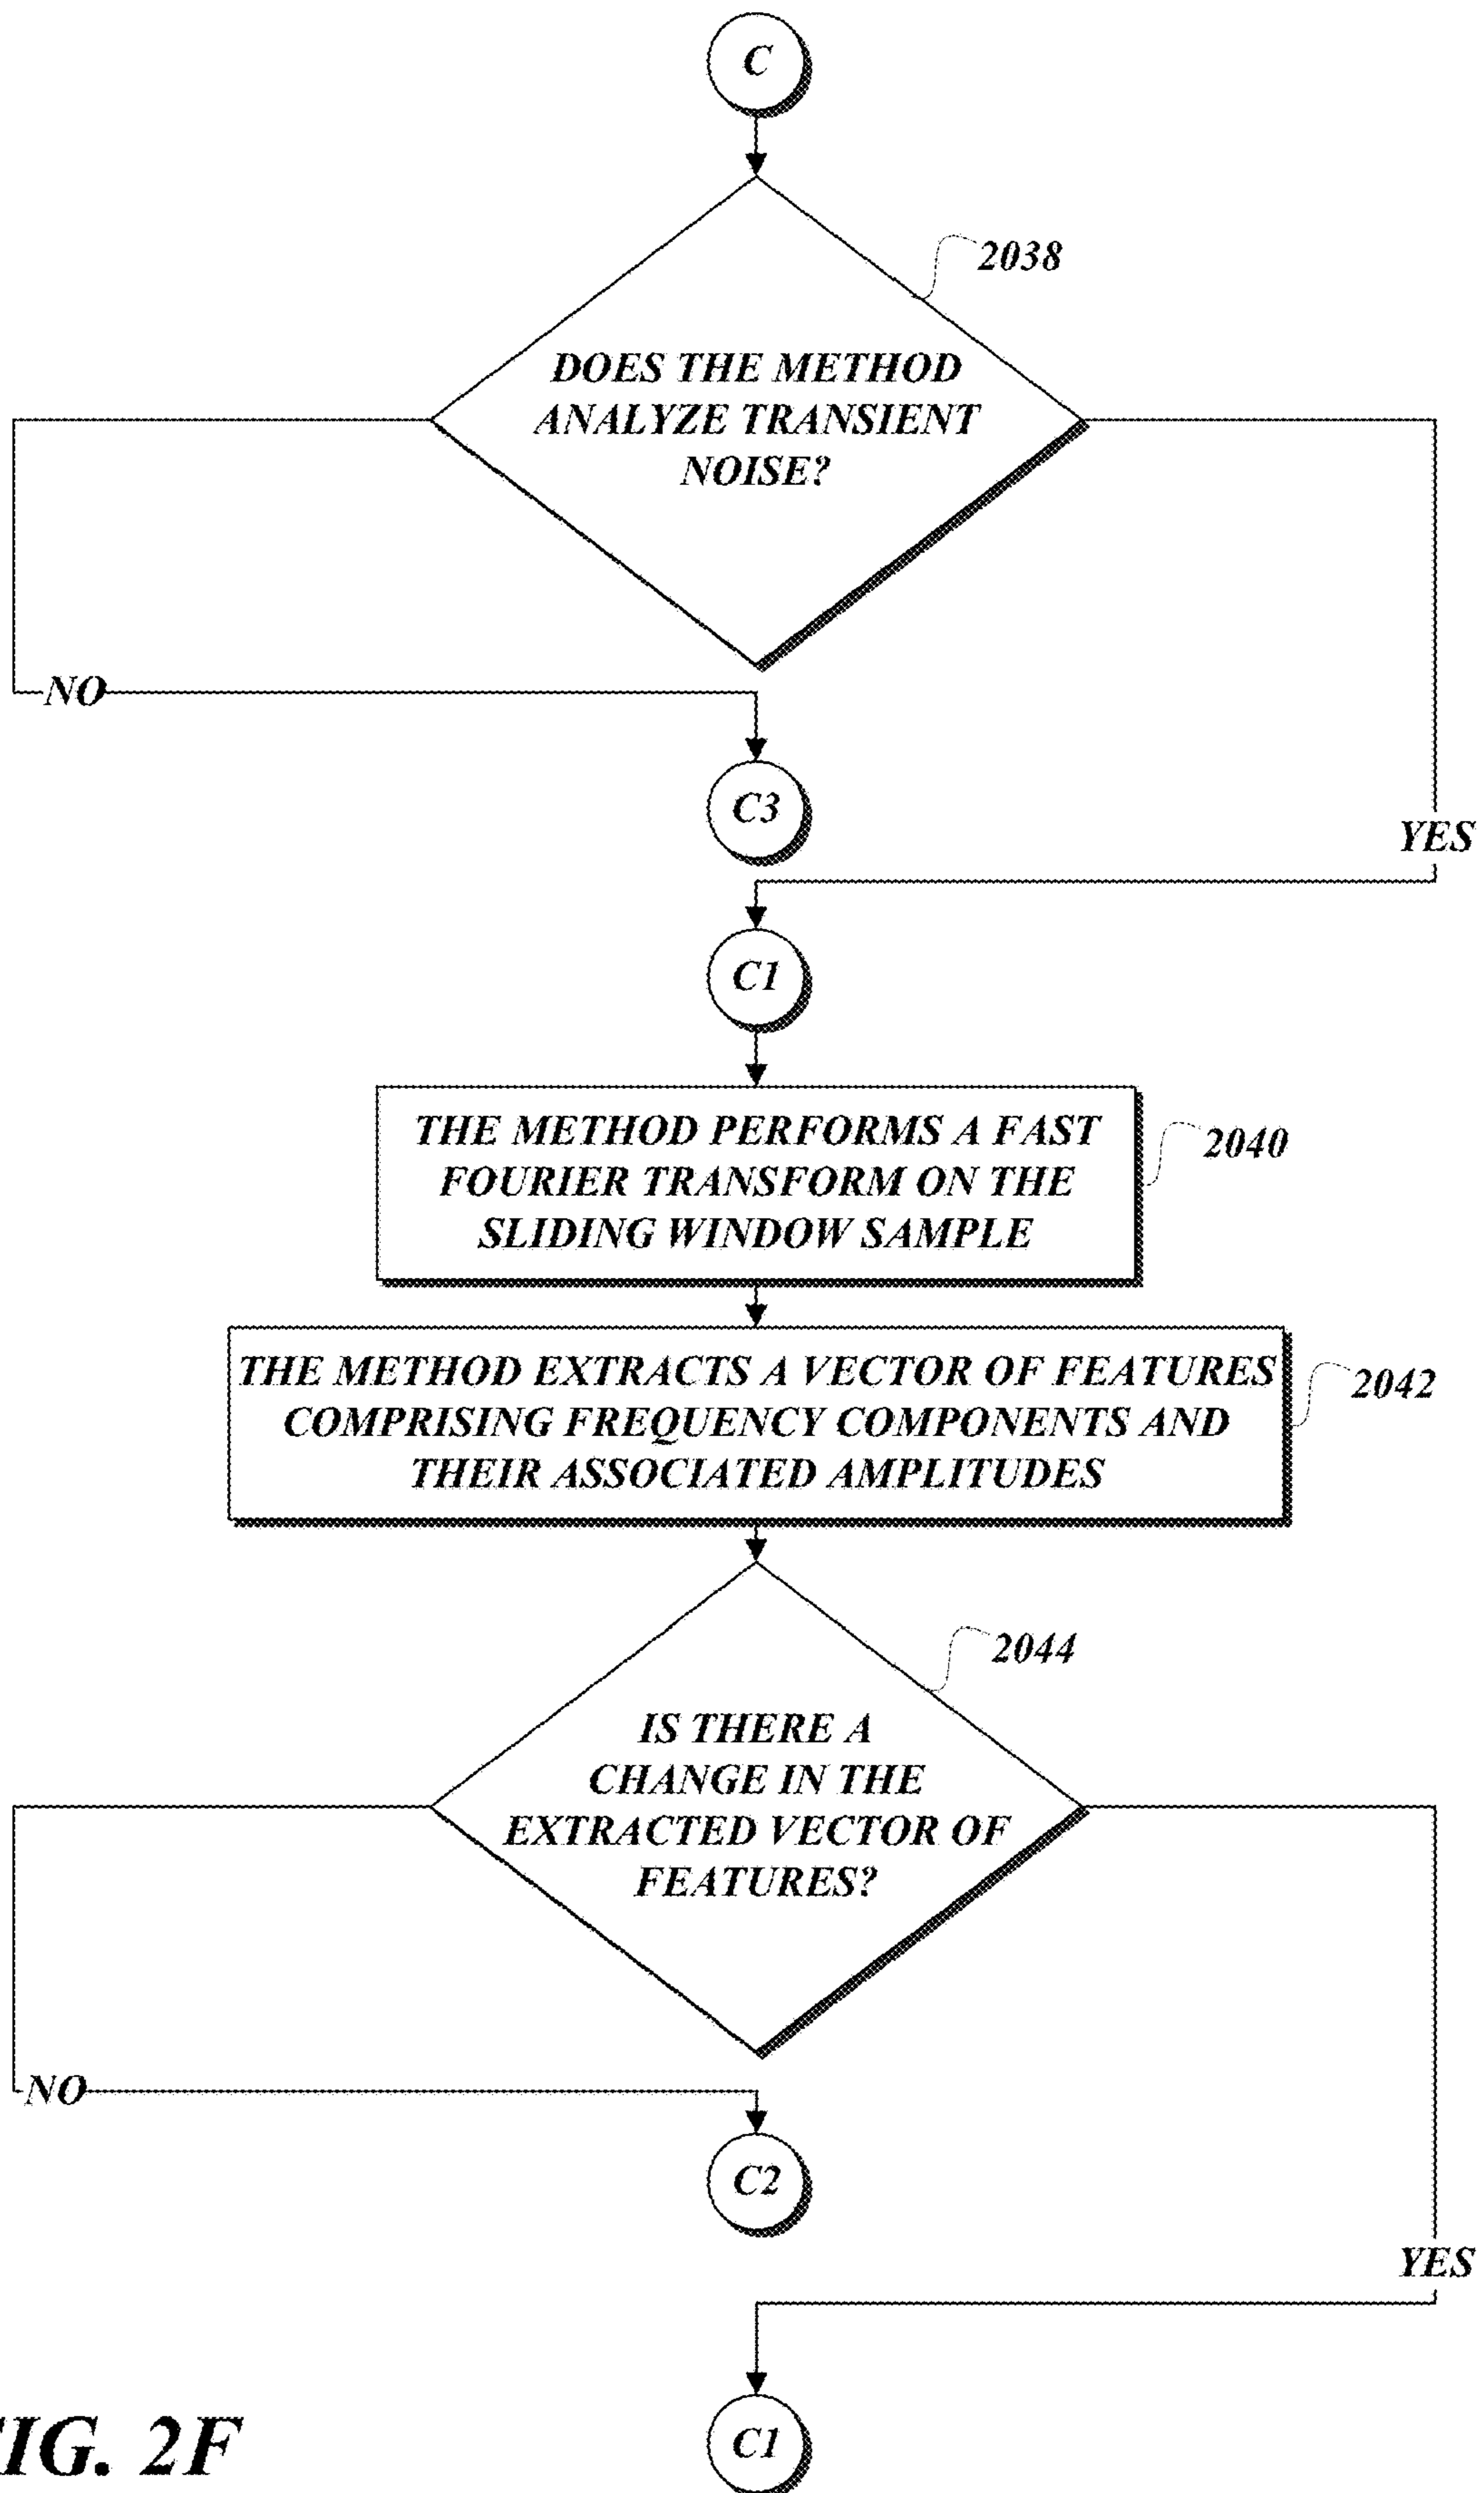 C
2038
DOES THE METHOD
ANALYZE TRANSIENT
NOISE?
NO
C3
YES
C1
THE METHOD PERFORMS A FAST
FOURIER TRANSFORM ON THE
SLIDING WINDOW SAMPLE
2040
THE METHOD EXTRACTS A VECTOR OF FEATURES
COMPRISING FREQUENCY COMPONENTS AND
THEIR ASSOCIATED AMPLITUDES
2042
2044
IS THERE A
CHANGE IN THE
EXTRACTED VECTOR OF
FEATURES?
NO
C2
YES
C1
FIG. 2F